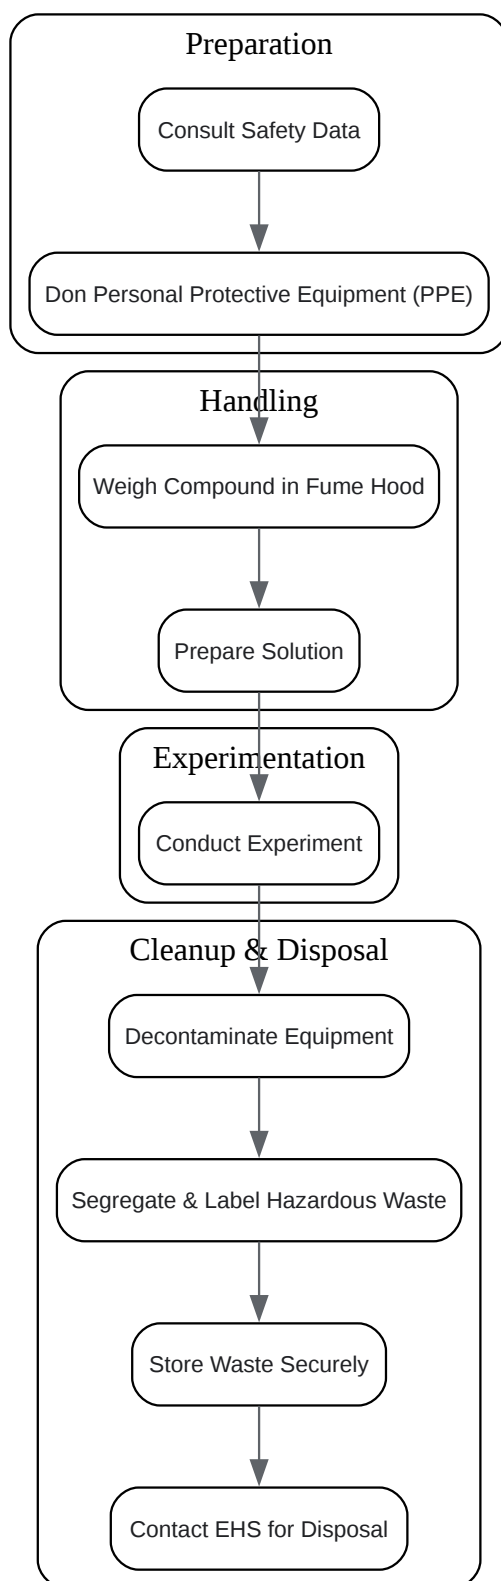 Preparation
Consult Safety Data
Don Personal Protective Equipment (PPE)
Handling
Weigh Compound in Fume Hood
Prepare Solution
Experimentation
Conduct Experiment
Cleanup & Disposal
Decontaminate Equipment
Segregate & Label Hazardous Waste
Store Waste Securely
Contact EHS for Disposal